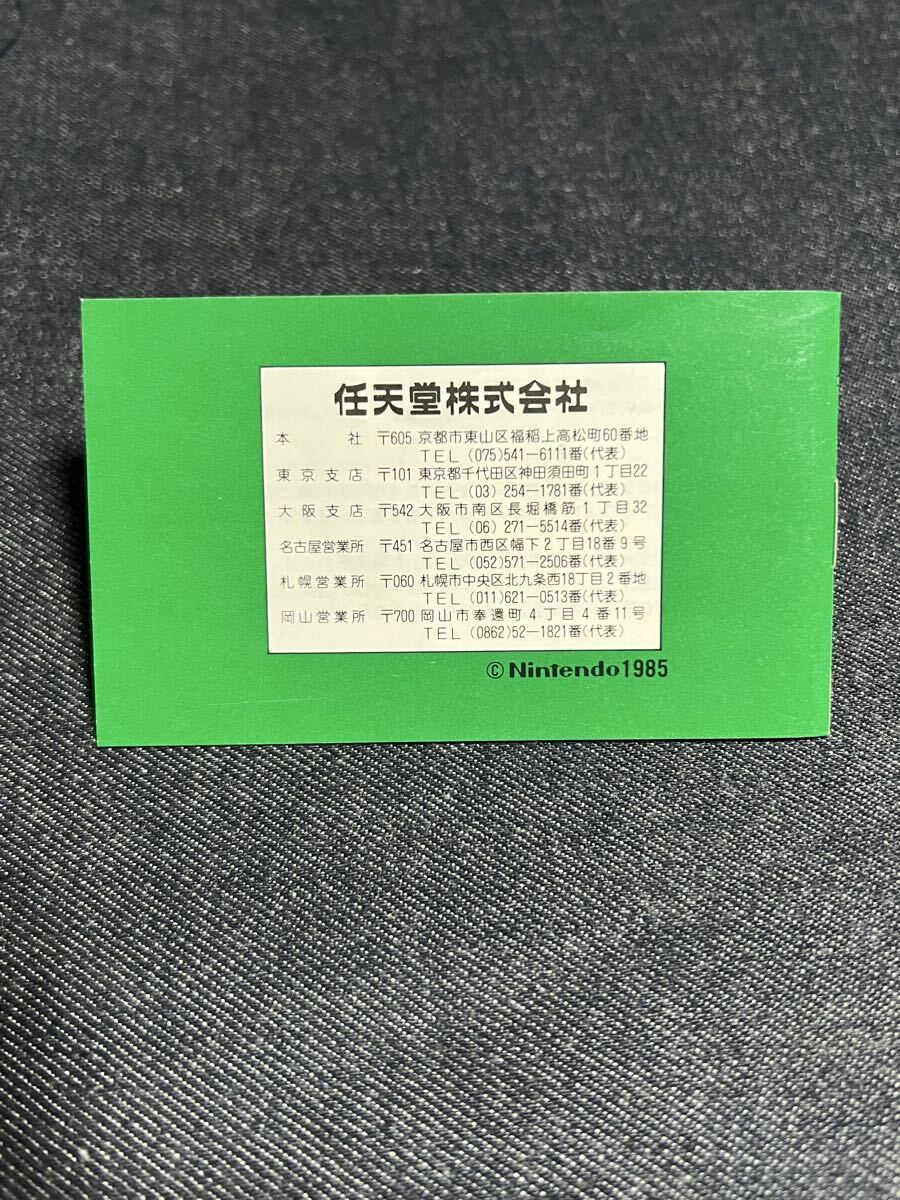 任天堂株式会社
本　　　社 〒605 京都市東山区福稲上高松町60番地
TEL (075)541—6111番(代表)
東京支店 〒101 東京都千代田区神田須田町1丁目22
TEL (03) 254—1781番(代表)
大阪支店 〒542 大阪市南区長堀橋筋1丁目32
TEL (06) 271—5514番(代表)
名古屋営業所 〒451 名古屋市西区幅下2丁目18番9号
TEL (052)571—2506番(代表)
札幌営業所 〒060 札幌市中央区北九条西18丁目2番地
TEL (011)621—0513番(代表)
岡山営業所 〒700 岡山市奉還町4丁目4番11号
TEL (0862)52—1821番(代表)
©Nintendo1985